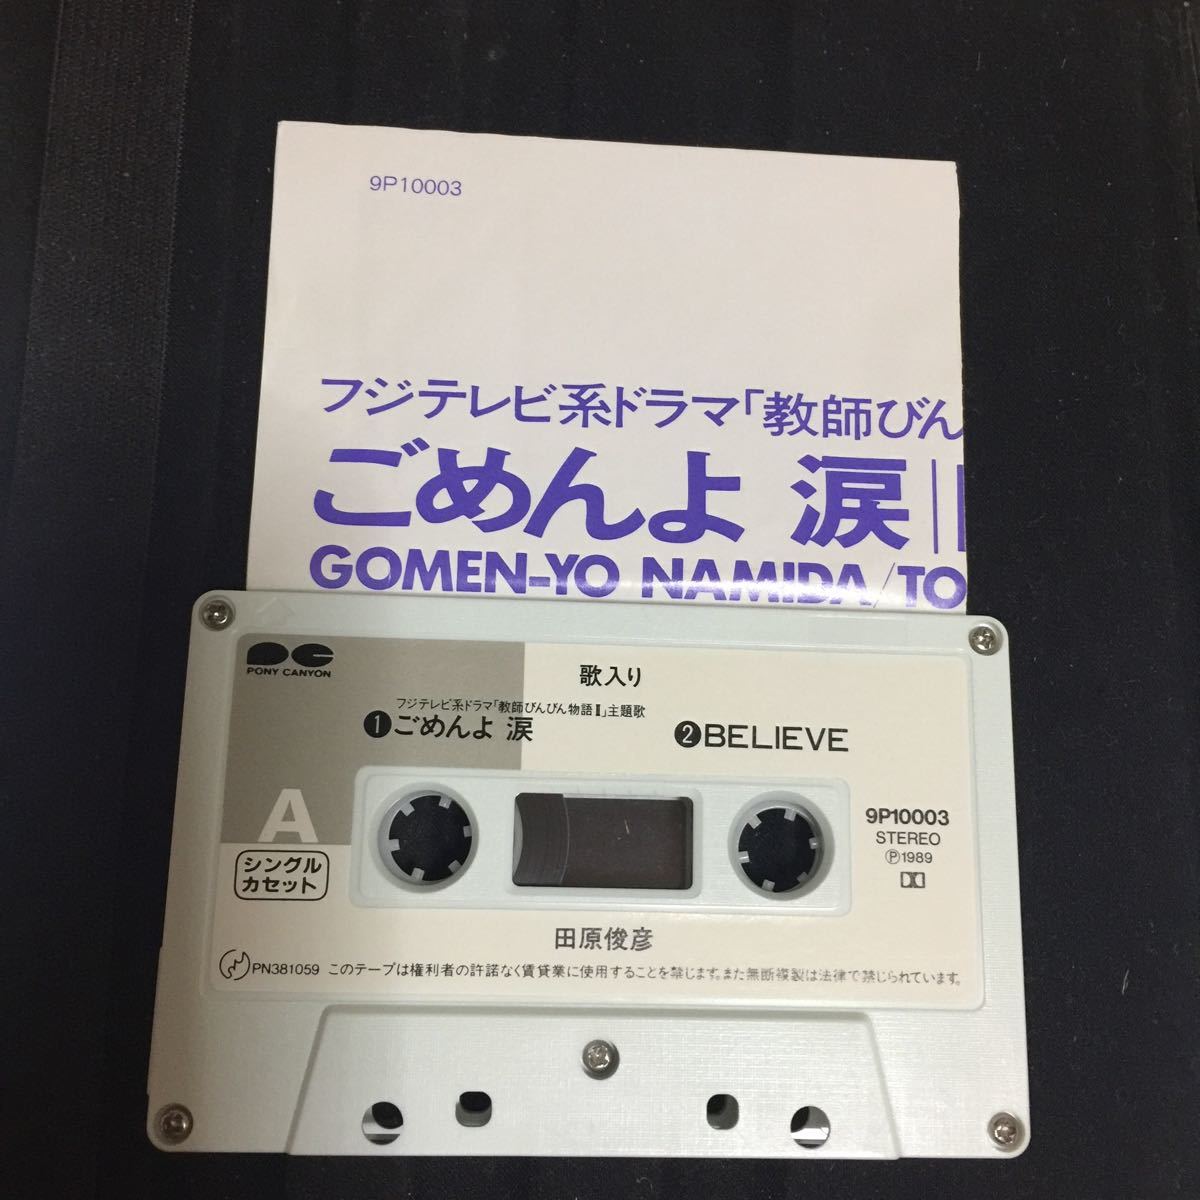 9P10003
フジテレビ系ドラマ「教師びん
ごめんよ 涙
GOMEN-YO NAMIDA/TO
PC
PONY CANYON
歌入り
フジテレビ系ドラマ「教師びんびん物語Ⅱ」主題歌
❶ごめんよ 涙
❷BELIEVE
A
シングル
カセット
9P10003
STEREO
Ⓟ1989
田原俊彦
PN381059 このテープは権利者の許諾なく賃貸業に使用することを禁じます。また無断複製は法律で禁じられています。